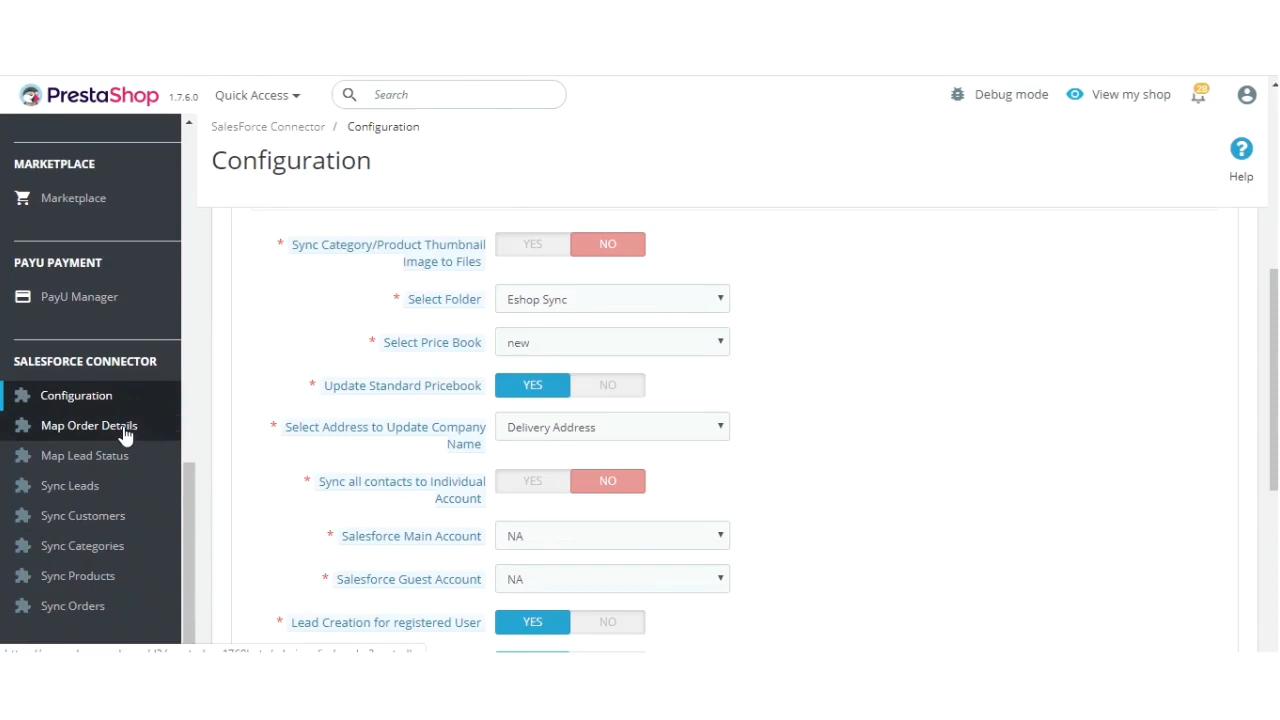 PrestaShop 1.7.6.0 Quick Access Search Debug mode View my shop 28
SalesForce Connector / Configuration
Configuration
Help
MARKETPLACE
Marketplace
PAYU PAYMENT
PayU Manager
SALESFORCE CONNECTOR
Configuration
Map Order Details
Map Lead Status
Sync Leads
Sync Customers
Sync Categories
Sync Products
Sync Orders
* Sync Category/Product Thumbnail YES NO
Image to Files
* Select Folder Eshop Sync
* Select Price Book new
* Update Standard Pricebook YES NO
* Select Address to Update Company Delivery Address
Name
* Sync all contacts to Individual YES NO
Account
* Salesforce Main Account NA
* Salesforce Guest Account NA
* Lead Creation for registered User YES NO